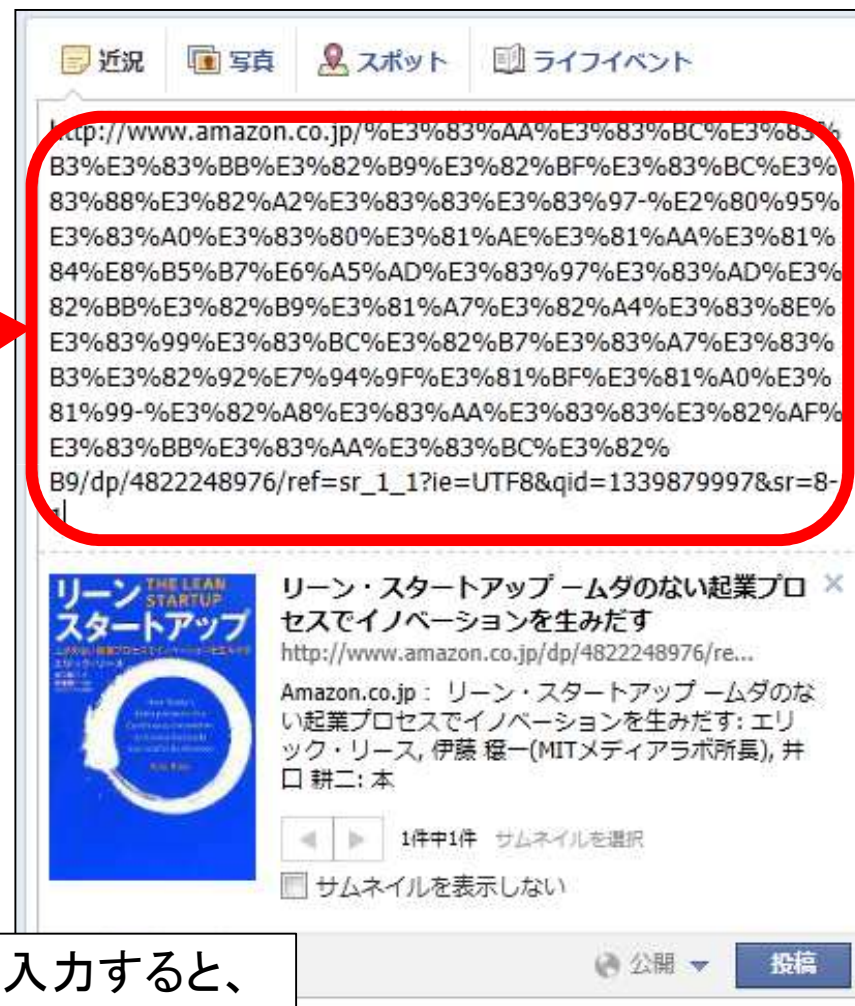 近況 写真 スポット ライフイベント
http://www.amazon.co.jp/%E3%83%AA%E3%83%BC%E3%83%
B3%E3%83%BB%E3%82%B9%E3%82%BF%E3%83%BC%E3%
83%88%E3%82%A2%E3%83%83%E3%83%97-%E2%80%95%
E3%83%A0%E3%83%80%E3%81%AE%E3%81%AA%E3%81%
84%E8%B5%B7%E6%A5%AD%E3%83%97%E3%83%AD%E3%
82%BB%E3%82%B9%E3%81%A7%E3%82%A4%E3%83%8E%
E3%83%99%E3%83%BC%E3%82%B7%E3%83%A7%E3%83%
B3%E3%82%92%E7%94%9F%E3%81%BF%E3%81%A0%E3%
81%99-%E3%82%A8%E3%83%AA%E3%83%83%E3%82%AF%
E3%83%BB%E3%83%AA%E3%83%BC%E3%82%
B9/dp/4822248976/ref=sr_1_1?ie=UTF8&qid=1339879997&sr=8-
1
リーン THE LEAN
STARTUP
スタートアップ
エリック・リース
リーン・スタートアップ ―ムダのない起業プロ
セスでイノベーションを生みだす
http://www.amazon.co.jp/dp/4822248976/re...
Amazon.co.jp： リーン・スタートアップ ―ムダのな
い起業プロセスでイノベーションを生みだす: エリ
ック・リース, 伊藤 穣一(MITメディアラボ所長), 井
口 耕二: 本
1件中1件 サムネイルを選択
サムネイルを表示しない
入力すると、
公開 投稿